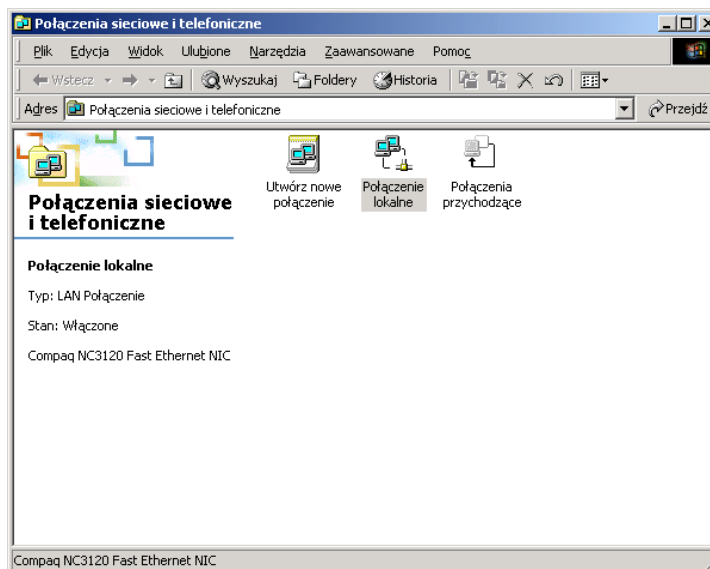 Połączenia sieciowe i telefoniczne
Plik Edycja Widok Ulubione Narzędzia Zaawansowane Pomoc
Wstecz Wyszukaj Foldery Historia
Adres Połączenia sieciowe i telefoniczne Przejdź
Utwórz nowe połączenie
Połączenie lokalne
Połączenia przychodzące
Połączenia sieciowe
i telefoniczne
Połączenie lokalne
Typ: LAN Połączenie
Stan: Włączone
Compaq NC3120 Fast Ethernet NIC
Compaq NC3120 Fast Ethernet NIC